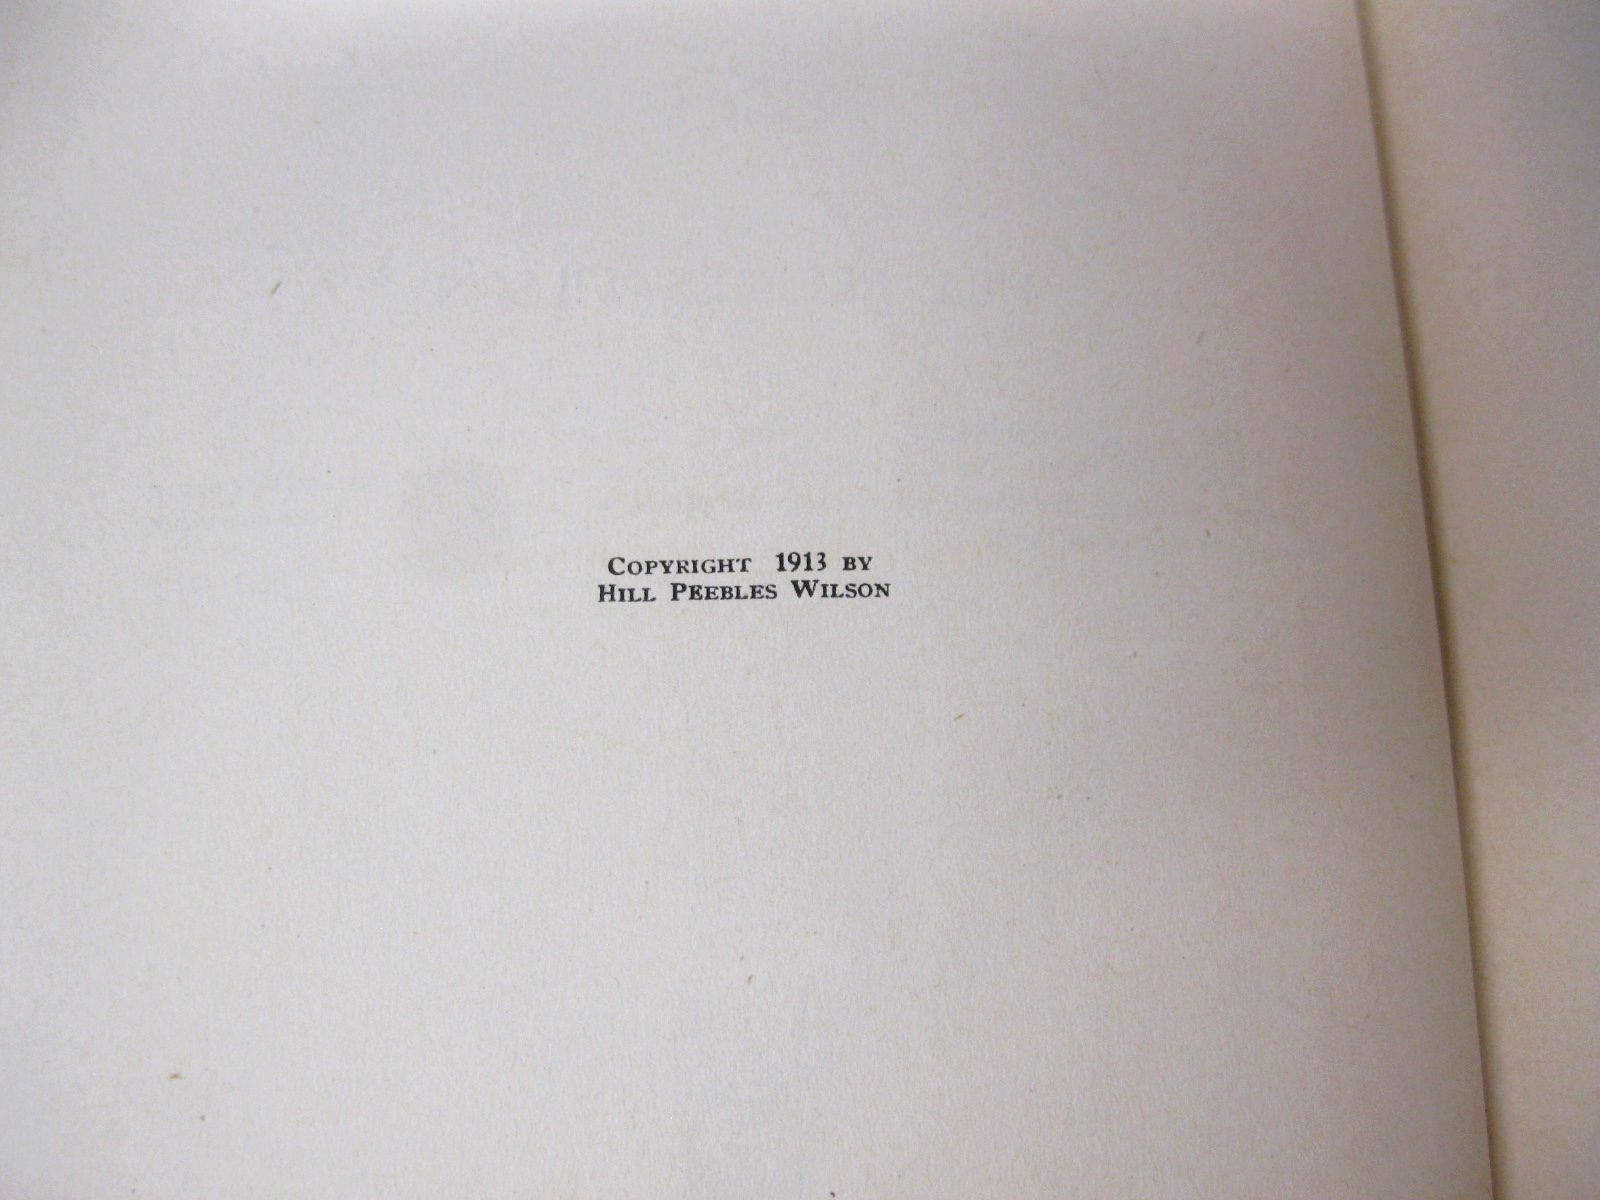 Copyright 1913 by
Hill Peebles Wilson